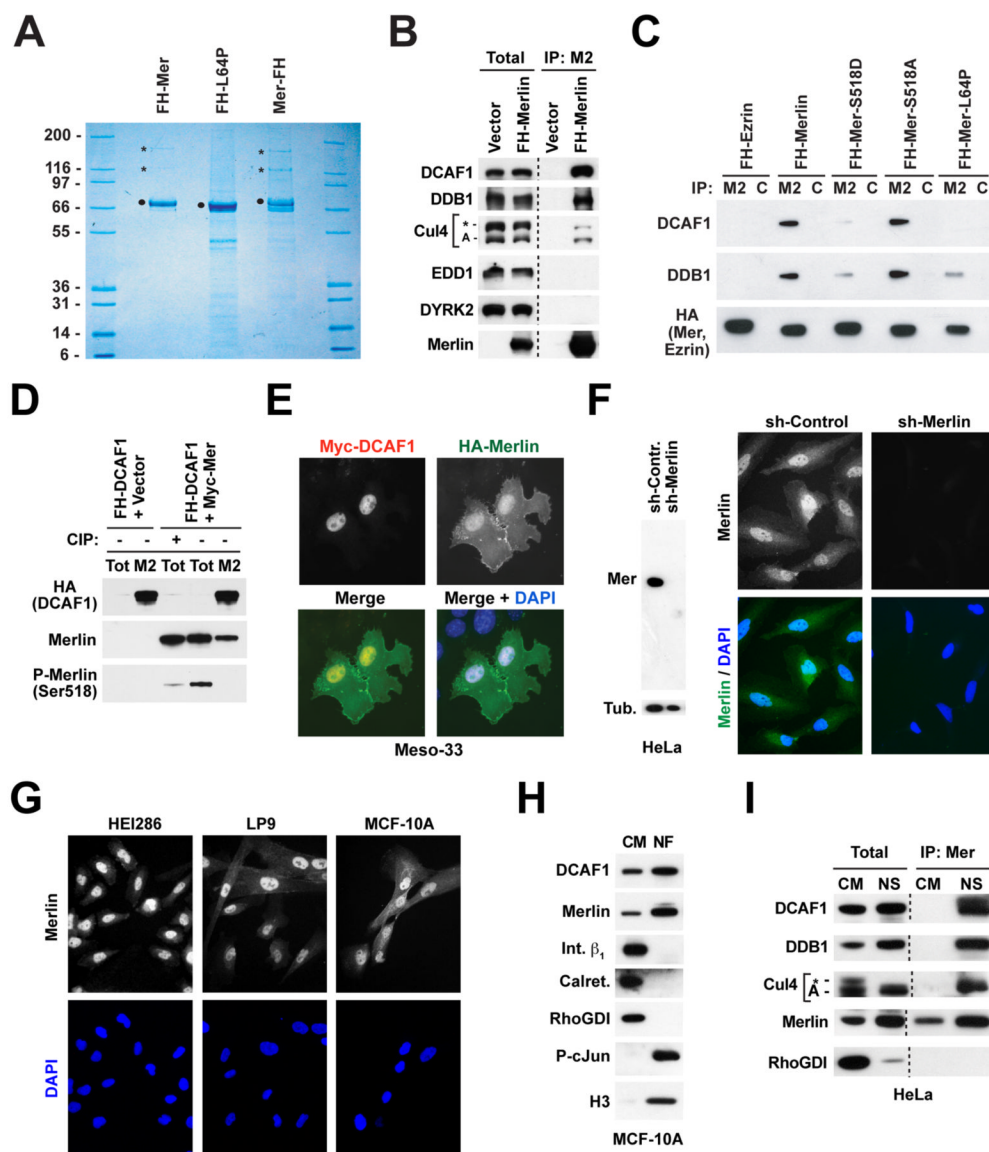 A
FH-Mer
FH-L64P
Mer-FH
200 -
116 -
97 -
66 -
55 -
36 -
31 -
14 -
6 -
*
*
*
*
B
Total IP: M2
Vector
FH-Merlin
Vector
FH-Merlin
DCAF1
DDB1
Cul4 [ *-
A-
EDD1
DYRK2
Merlin
C
FH-Ezrin
FH-Merlin
FH-Mer-S518D
FH-Mer-S518A
FH-Mer-L64P
IP: M2 C M2 C M2 C M2 C M2 C
DCAF1
DDB1
HA
(Mer,
Ezrin)
D
FH-DCAF1
+ Vector
FH-DCAF1
+ Myc-Mer
CIP: - - + - -
Tot M2 Tot Tot M2
HA
(DCAF1)
Merlin
P-Merlin
(Ser518)
E
Myc-DCAF1 HA-Merlin
Merge Merge + DAPI
Meso-33
F
sh-Contr.
sh-Merlin
Mer
Tub.
HeLa
sh-Control sh-Merlin
Merlin
Merlin / DAPI
G
HEI286 LP9 MCF-10A
Merlin
DAPI
H
CM NF
DCAF1
Merlin
Int. β1
Calret.
RhoGDI
P-cJun
H3
MCF-10A
I
Total IP: Mer
CM NS CM NS
DCAF1
DDB1
Cul4 [ *-
A-
Merlin
RhoGDI
HeLa